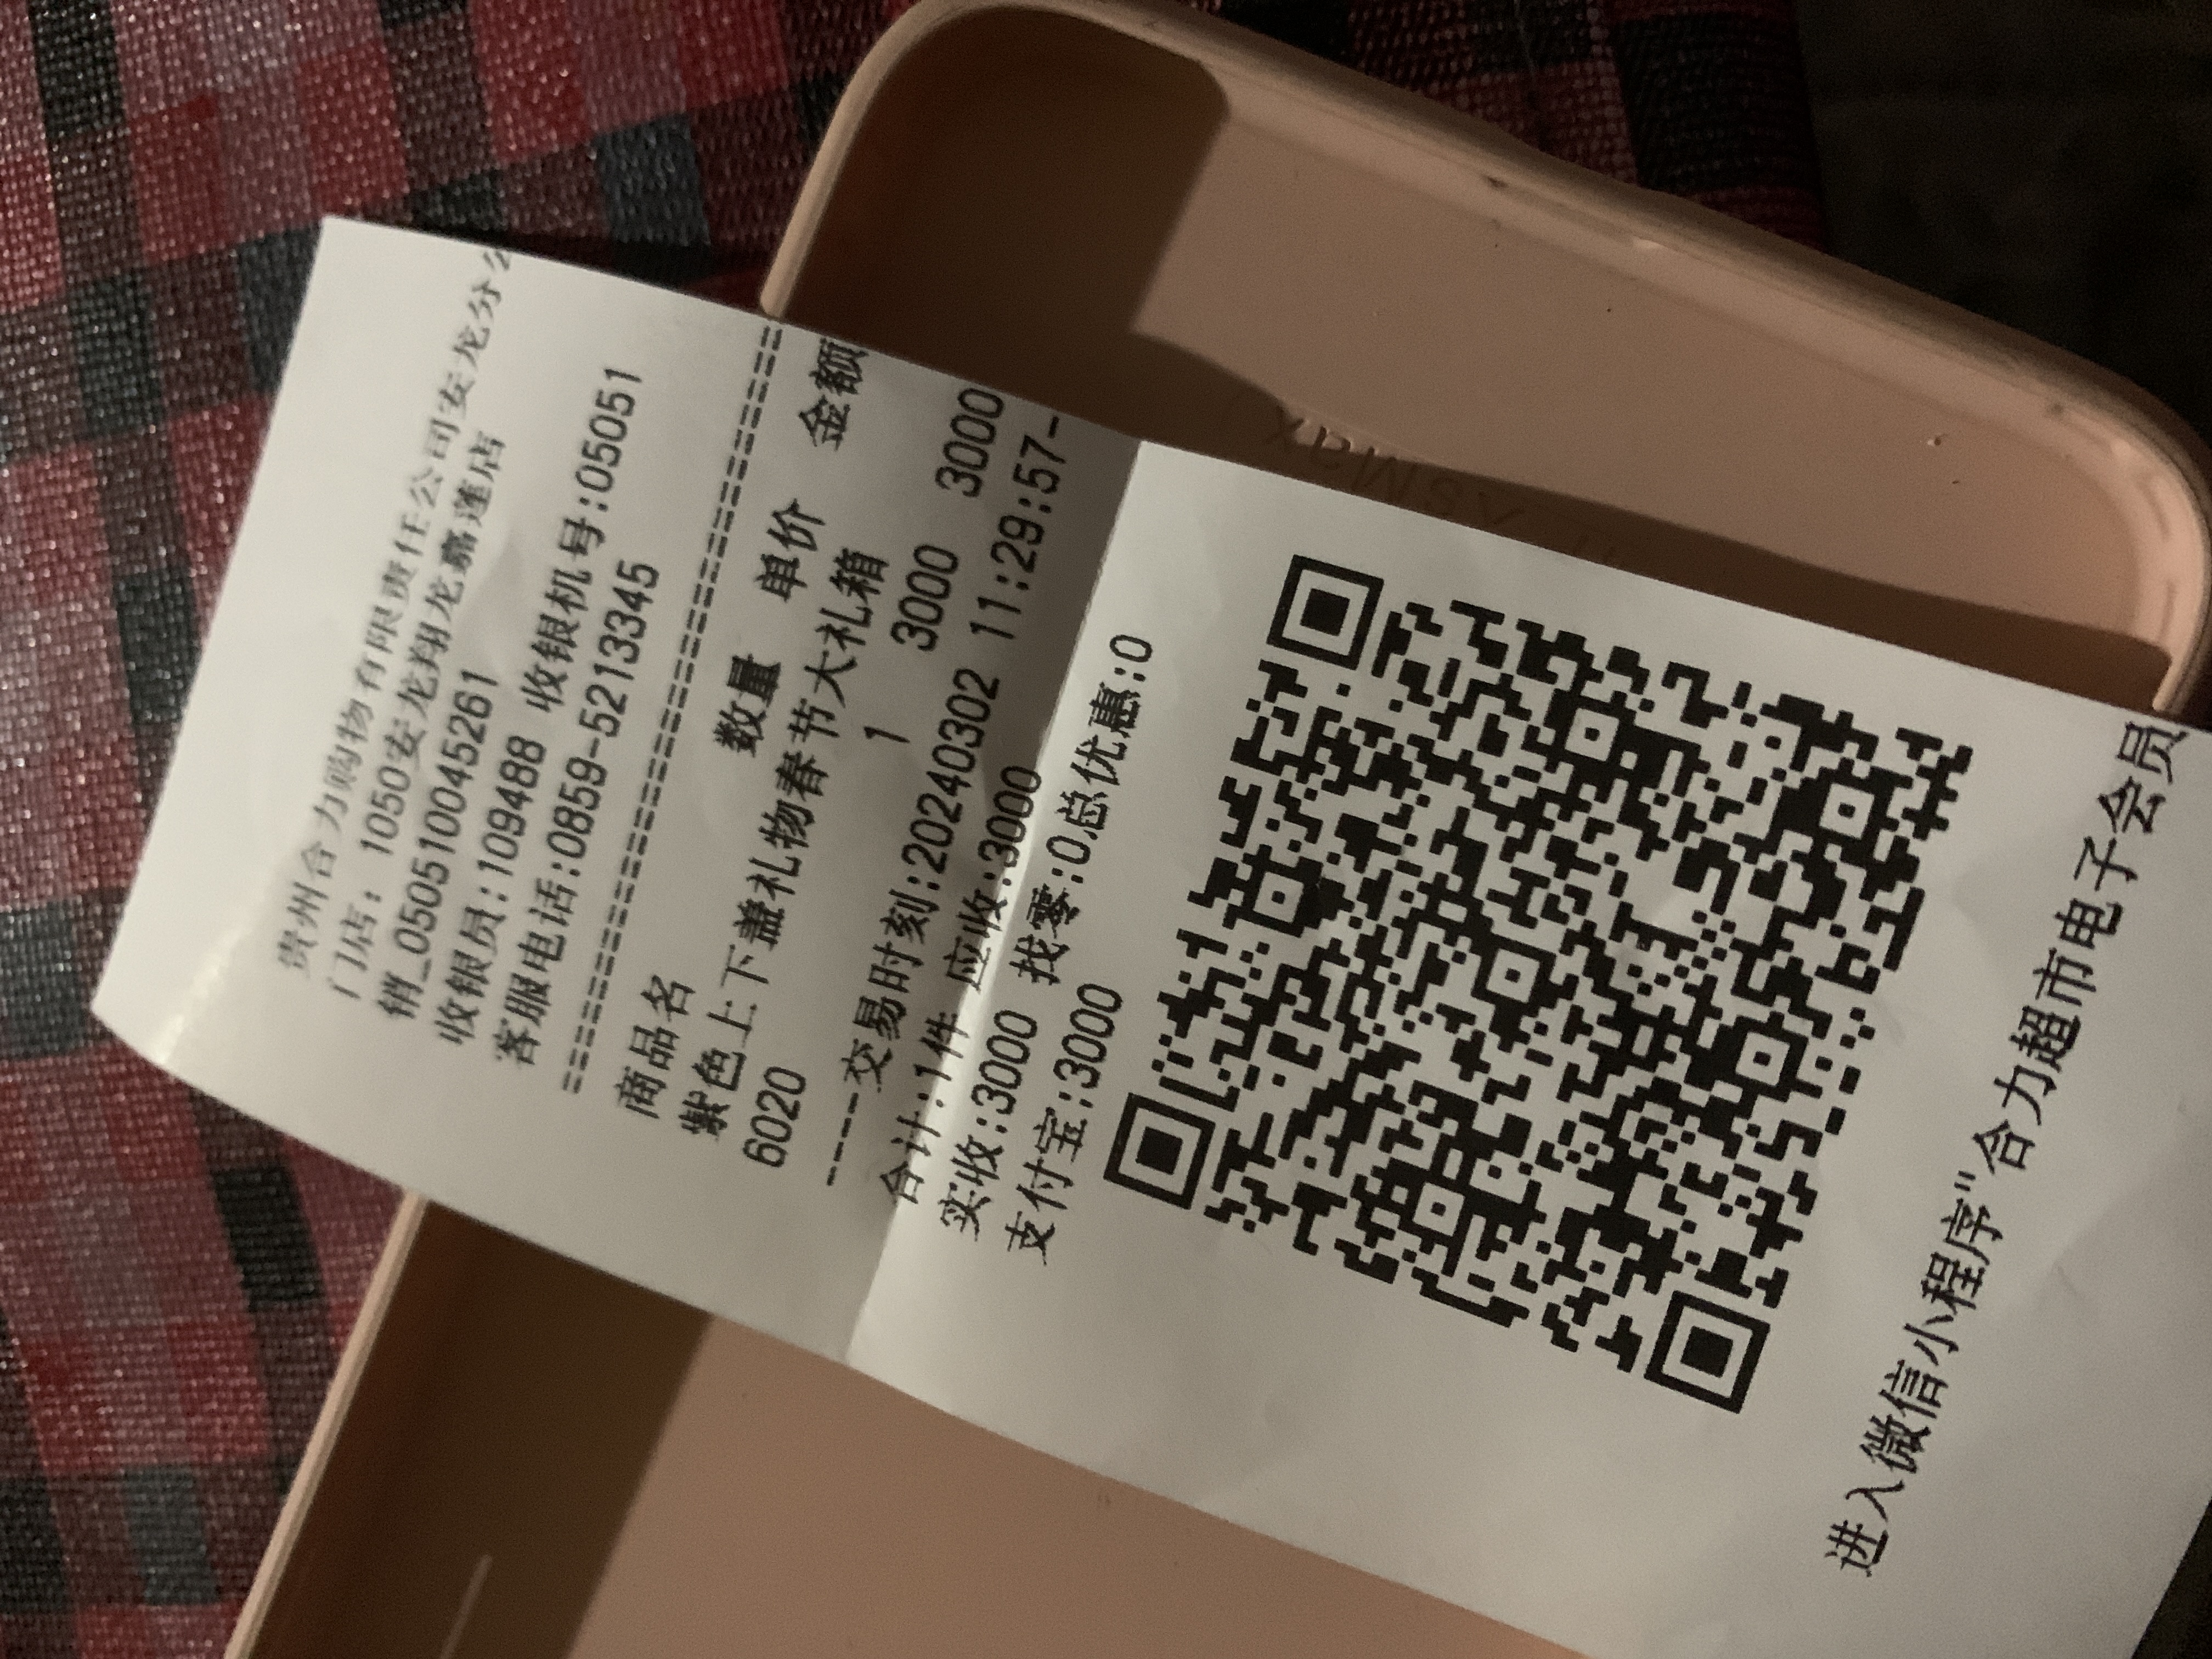 贵州合力购物有限责任公司安龙分公
门店: 1050安龙翔龙嘉莲店
销_0505100045261
收银员:109488 收银机号:05051
客服电话:0859-5213345
================================
商品名 数量 单价 金额
紫色上下盖礼物春节大礼箱
6020 1 3000 3000
----交易时刻:20240302 11:29:57-
合计:1件 应收:3000
实收:3000 找零:0总优惠:0
支付宝:3000
进入微信小程序"合力超市电子会员